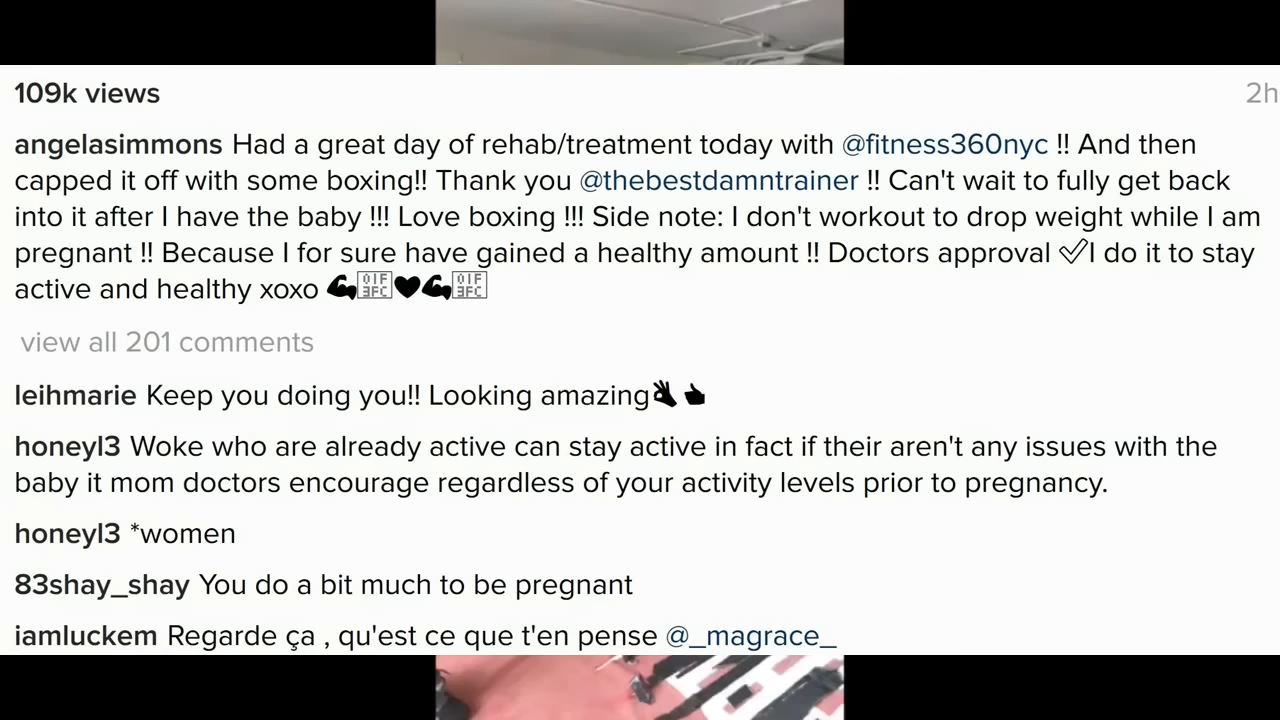 109k views
2h
angelasimmons Had a great day of rehab/treatment today with @fitness360nyc !! And then
capped it off with some boxing!! Thank you @thebestdamntrainer !! Can't wait to fully get back
into it after I have the baby !!! Love boxing !!! Side note: I don't workout to drop weight while I am
pregnant !! Because I for sure have gained a healthy amount !! Doctors approval ✅I do it to stay
active and healthy xoxo 💪🏼❤💪🏼
view all 201 comments
leihmarie Keep you doing you!! Looking amazing👌👍
honeyl3 Woke who are already active can stay active in fact if their aren't any issues with the
baby it mom doctors encourage regardless of your activity levels prior to pregnancy.
honeyl3 *women
83shay_shay You do a bit much to be pregnant
iamluckem Regarde ça , qu'est ce que t'en pense @_magrace_